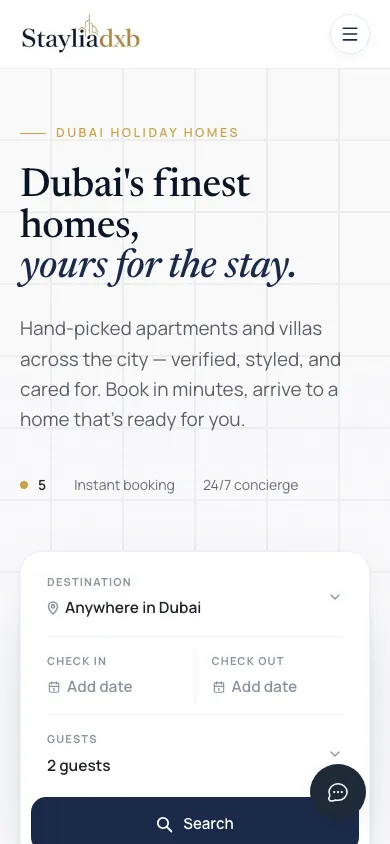 Stayliadxb
DUBAI HOLIDAY HOMES
Dubai's finest
homes,
yours for the stay.
Hand-picked apartments and villas
across the city — verified, styled, and
cared for. Book in minutes, arrive to a
home that's ready for you.
5 Instant booking 24/7 concierge
DESTINATION
Anywhere in Dubai
CHECK IN CHECK OUT
Add date Add date
GUESTS
2 guests
Search